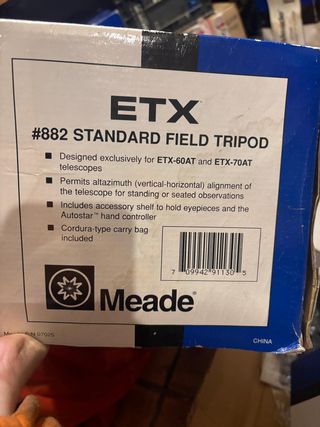 ETX
#882 STANDARD FIELD TRIPOD
■ Designed exclusively for ETX-60AT and ETX-70AT
telescopes
■ Permits altazimuth (vertical-horizontal) alignment of
the telescope for standing or seated observations
■ Includes accessory shelf to hold eyepieces and the
Autostar™ hand controller
■ Cordura-type carry bag
included
7 09942 91130 5
Meade®
CHINA